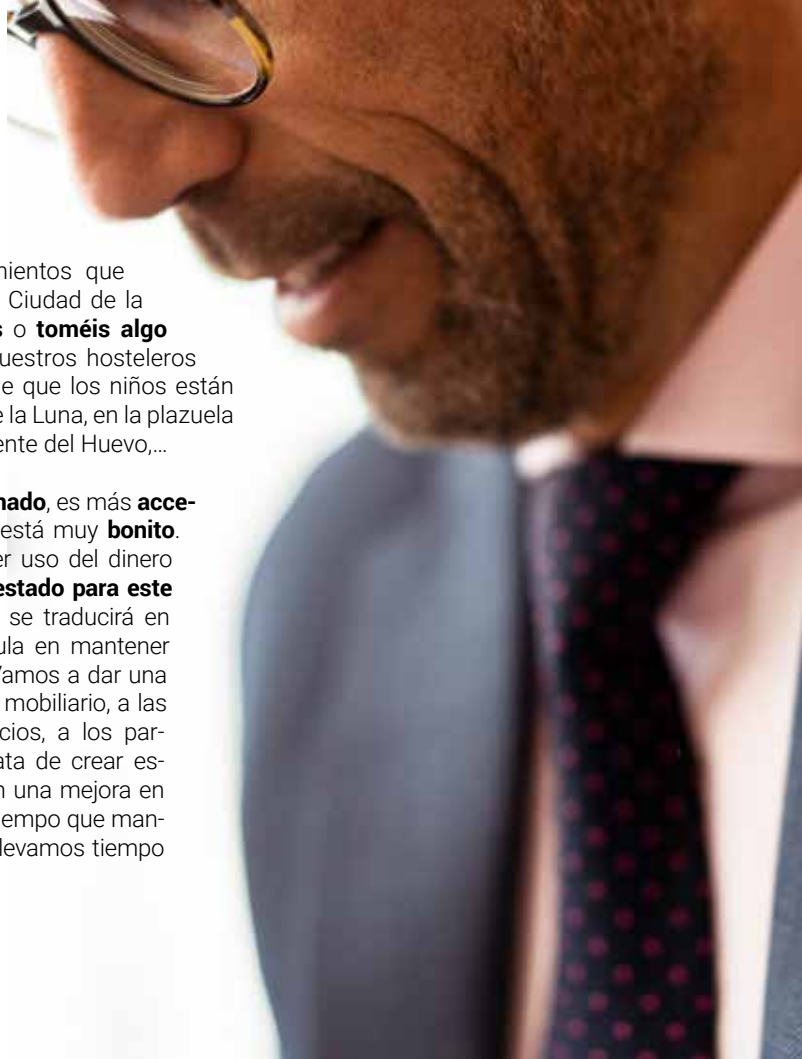 mientos que
Ciudad de la
s o toméis algo
uestros hosteleros
e que los niños están
e la Luna, en la plazuela
ente del Huevo,...
nado, es más acce-
está muy bonito.
er uso del dinero
estado para este
se traducirá en
ula en mantener
Vamos a dar una
mobiliario, a las
cios, a los par-
ata de crear es-
n una mejora en
empo que man-
levamos tiempo